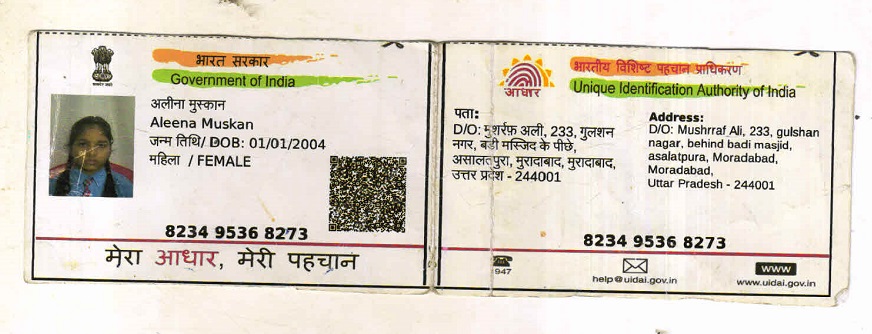 भारत सरकार
Government of India
अलीना मुस्कान
Aleena Muskan
जन्म तिथि/ DOB: 01/01/2004
महिला / FEMALE
8234 9536 8273
मेरा आधार, मेरी पहचान
आधार
भारतीय विशिष्ट पहचान प्राधिकरण
Unique Identification Authority of India
पता:
D/O: मुशर्रफ़ अली, 233, गुलशन
नगर, बडी मस्जिद के पीछे,
असालतपुरा, मुरादाबाद, मुरादाबाद,
उत्तर प्रदेश - 244001
Address:
D/O: Mushrraf Ali, 233, gulshan
nagar, behind badi masjid,
asalatpura, Moradabad,
Moradabad,
Uttar Pradesh - 244001
8234 9536 8273
947
help@uidai.gov.in
www
www.uidai.gov.in